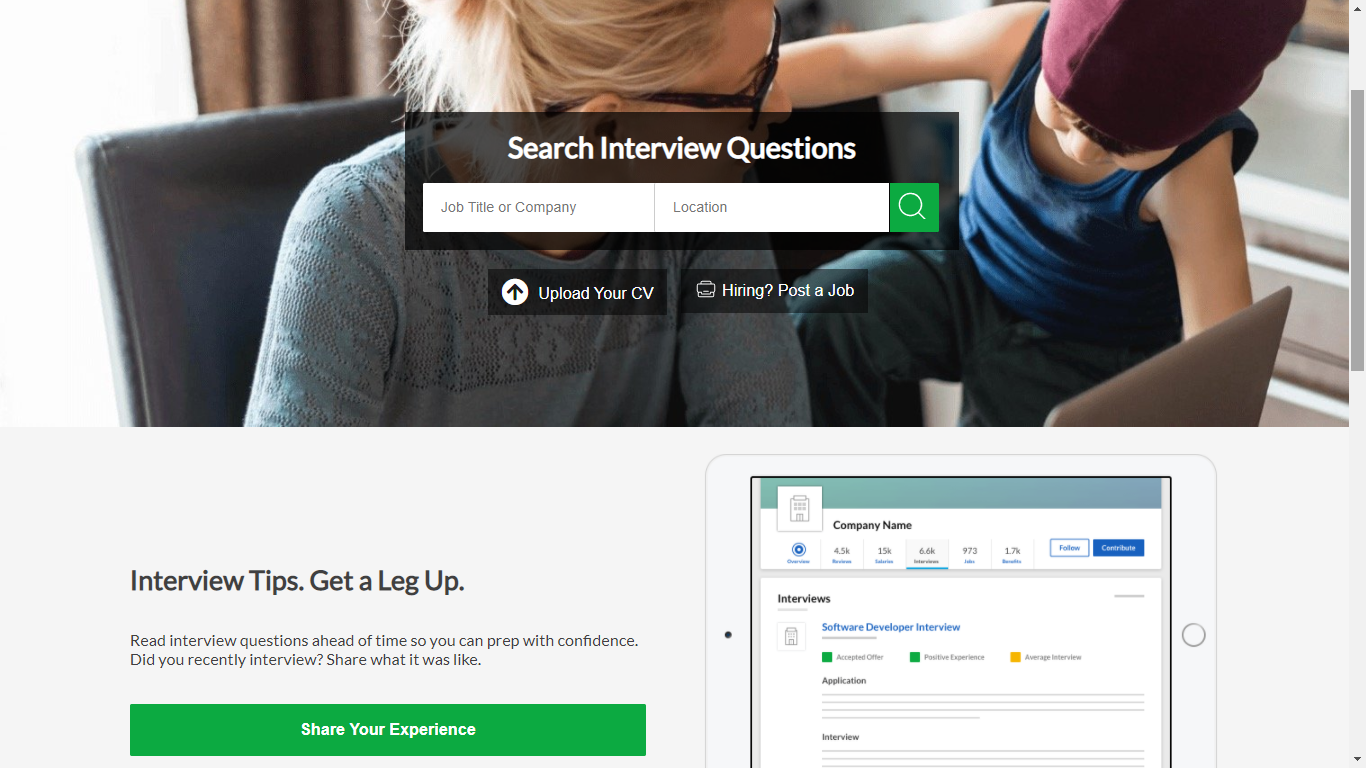 Search Interview Questions
Job Title or Company
Location
Upload Your CV
Hiring? Post a Job
Interview Tips. Get a Leg Up.
Read interview questions ahead of time so you can prep with confidence.
Did you recently interview? Share what it was like.
Share Your Experience
Company Name
4.5k 15k 6.6k 973 1.7k
Overview Reviews Salaries Interviews Jobs Benefits
Follow Contribute
Interviews
Software Developer Interview
Accepted Offer Positive Experience Average Interview
Application
Interview